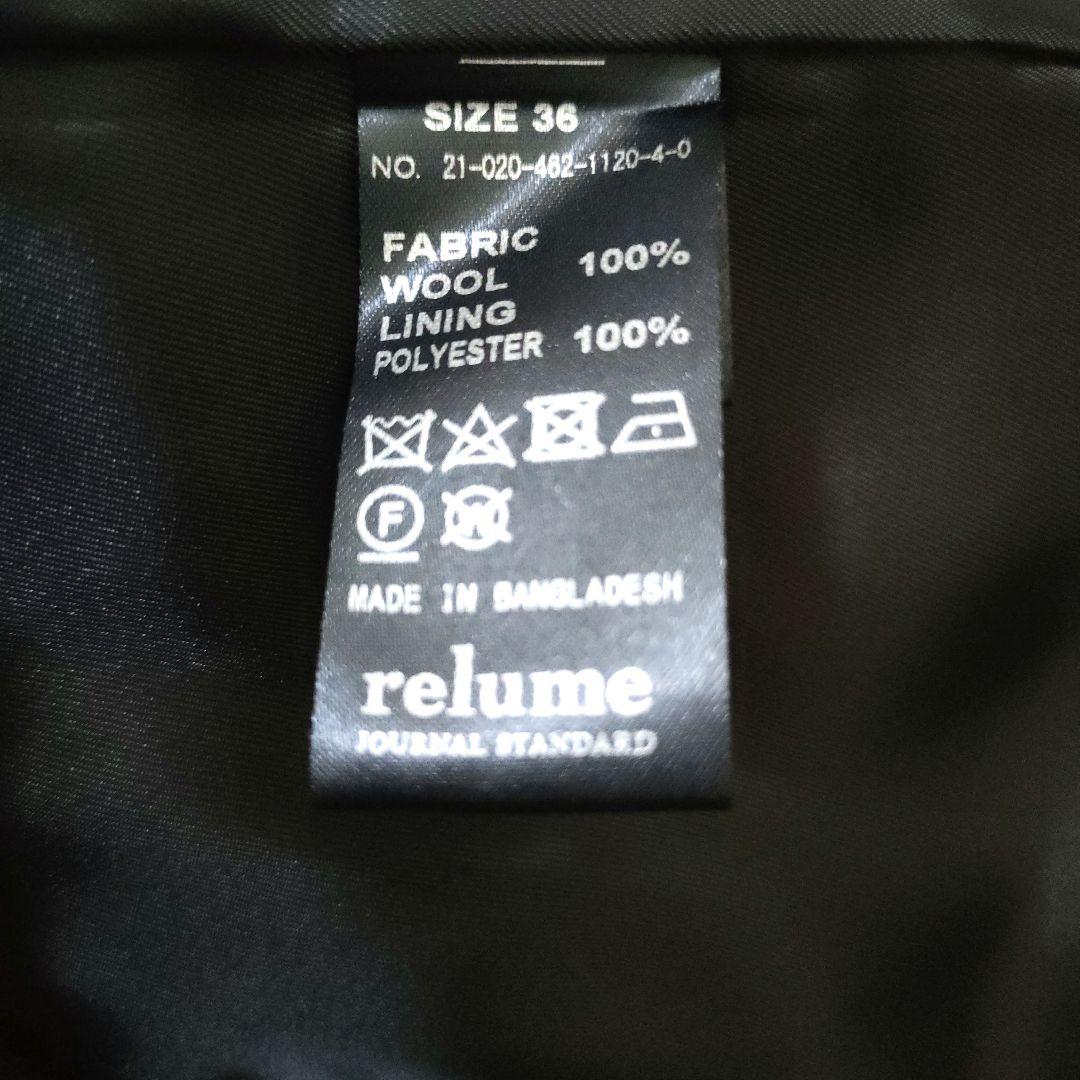 SIZE 36
NO. 21-020-462-1120-4-0
FABRIC
WOOL 100%
LINING
POLYESTER 100%
F W
MADE IN BANGLADESH
relume
JOURNAL STANDARD